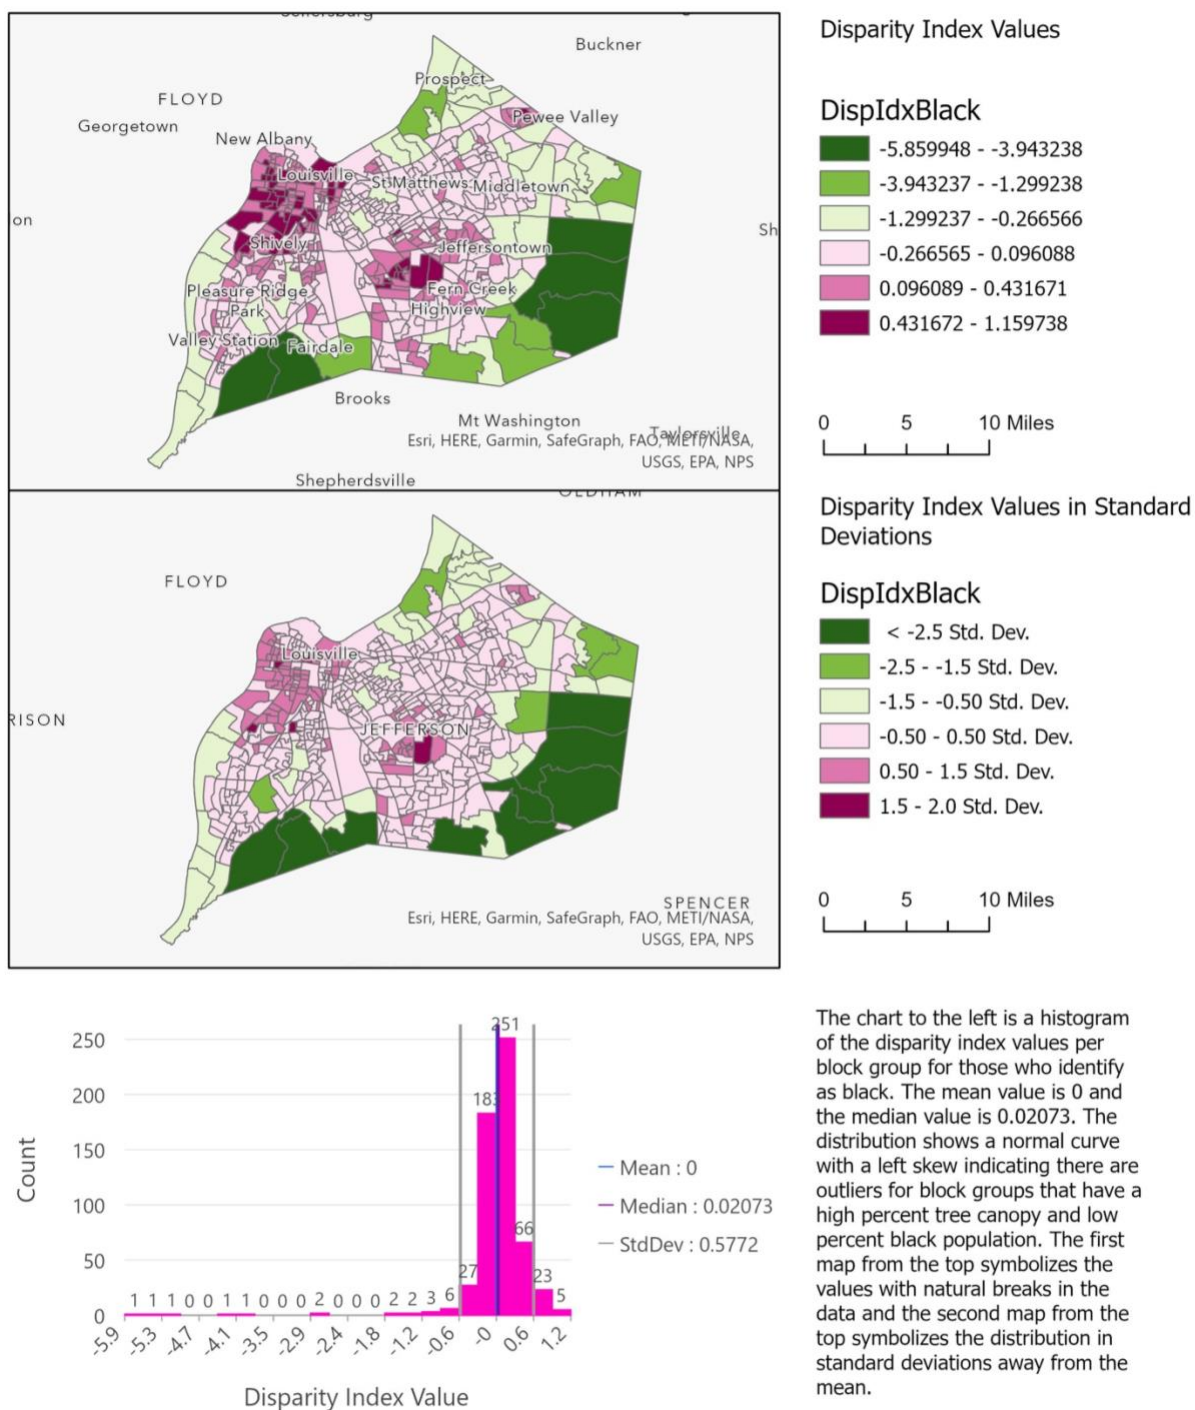 Buckner
Prospect
FLOYD
Georgetown
Pewee Valley
New Albany
Louisville
St Matthews
Middletown
on
Sh
Shively
Jeffersontown
Pleasure Ridge
Park
Fern Creek
Highview
Valley Station
Fairdale
Brooks
Mt Washington
Taylorsville
Esri, HERE, Garmin, SafeGraph, FAO, METI/NASA,
USGS, EPA, NPS
Shepherdsville
Disparity Index Values
DispIdxBlack
-5.859948 - -3.943238
-3.943237 - -1.299238
-1.299237 - -0.266566
-0.266565 - 0.096088
0.096089 - 0.431671
0.431672 - 1.159738
0 5 10 Miles
OLDHAM
FLOYD
Louisville
RISON
JEFFERSON
SPENCER
Esri, HERE, Garmin, SafeGraph, FAO, METI/NASA,
USGS, EPA, NPS
Disparity Index Values in Standard
Deviations
DispIdxBlack
< -2.5 Std. Dev.
-2.5 - -1.5 Std. Dev.
-1.5 - -0.50 Std. Dev.
-0.50 - 0.50 Std. Dev.
0.50 - 1.5 Std. Dev.
1.5 - 2.0 Std. Dev.
0 5 10 Miles
Count
250
200
150
100
50
0
1 1 1 0 0 1 1 0 0 0 2 0 0 0 2 2 3 6 27 183 251 66 23 5
-5.9 -5.3 -4.7 -4.1 -3.5 -2.9 -2.4 -1.8 -1.2 -0.6 -0 0.6 1.2
Disparity Index Value
Mean : 0
Median : 0.02073
StdDev : 0.5772
The chart to the left is a histogram
of the disparity index values per
block group for those who identify
as black. The mean value is 0 and
the median value is 0.02073. The
distribution shows a normal curve
with a left skew indicating there are
outliers for block groups that have a
high percent tree canopy and low
percent black population. The first
map from the top symbolizes the
values with natural breaks in the
data and the second map from the
top symbolizes the distribution in
standard deviations away from the
mean.